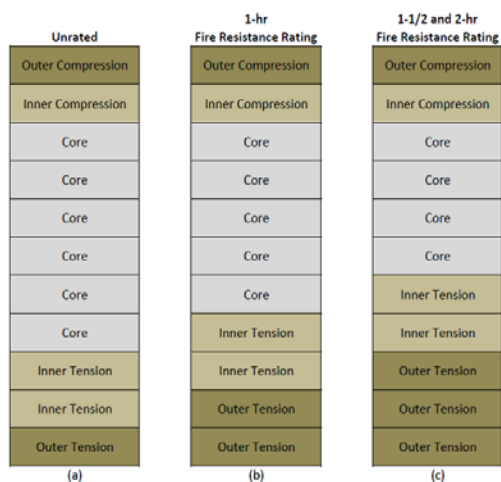 Unrated
Outer Compression
Inner Compression
Core
Core
Core
Core
Core
Core
Inner Tension
Inner Tension
Outer Tension
(a)
1-hr
Fire Resistance Rating
Outer Compression
Inner Compression
Core
Core
Core
Core
Core
Inner Tension
Inner Tension
Outer Tension
Outer Tension
(b)
1-1/2 and 2-hr
Fire Resistance Rating
Outer Compression
Inner Compression
Core
Core
Core
Core
Inner Tension
Inner Tension
Outer Tension
Outer Tension
Outer Tension
(c)